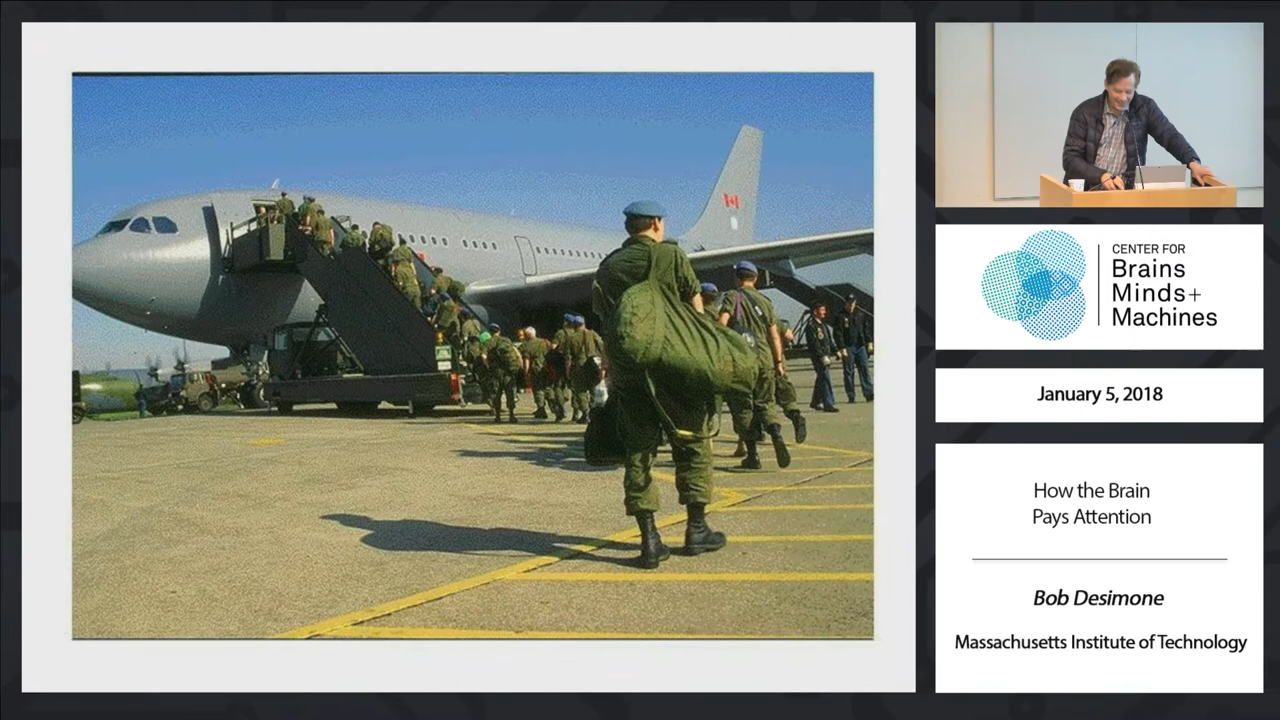 CENTER FOR
Brains
Minds+
Machines
January 5, 2018
How the Brain
Pays Attention
Bob Desimone
Massachusetts Institute of Technology